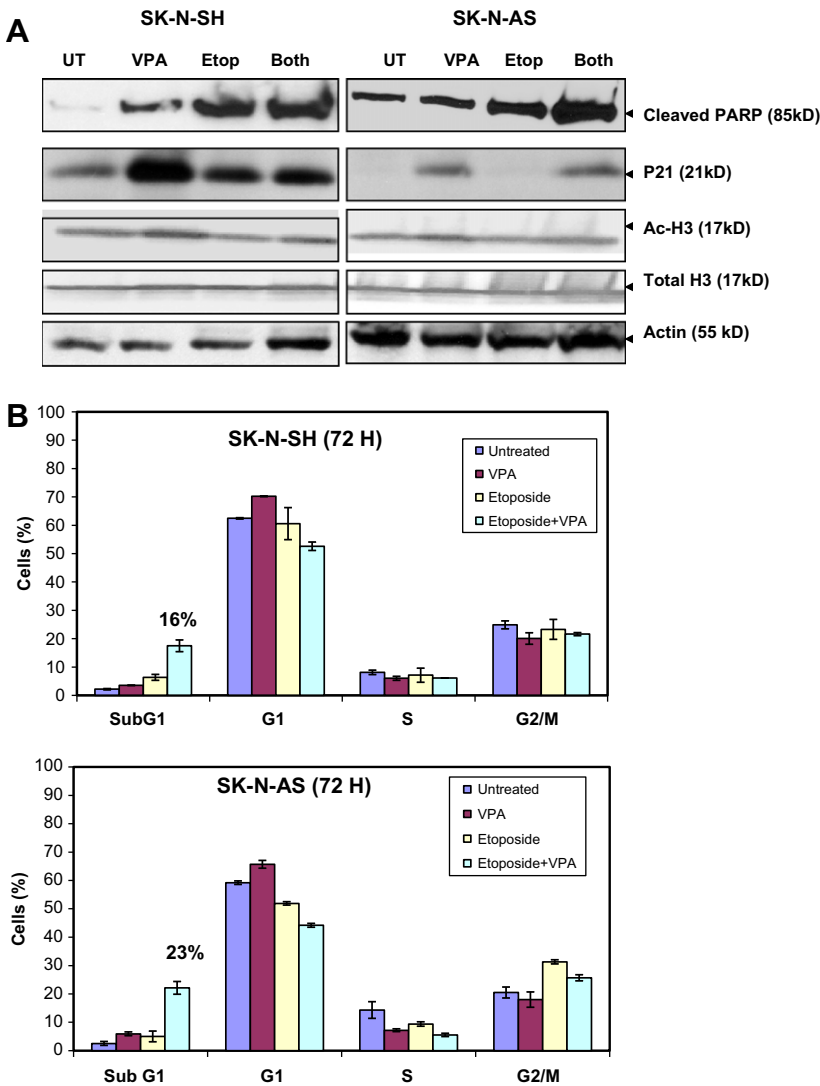 A
SK-N-SH
SK-N-AS
UT VPA Etop Both
UT VPA Etop Both
Cleaved PARP (85kD)
P21 (21kD)
Ac-H3 (17kD)
Total H3 (17kD)
Actin (55 kD)
B
SK-N-SH (72 H)
Untreated
VPA
Etoposide
Etoposide+VPA
Cells (%)
100
90
80
70
60
50
40
30
20
10
0
16%
SubG1 G1 S G2/M
SK-N-AS (72 H)
Untreated
VPA
Etoposide
Etoposide+VPA
Cells (%)
100
90
80
70
60
50
40
30
20
10
0
23%
Sub G1 G1 S G2/M